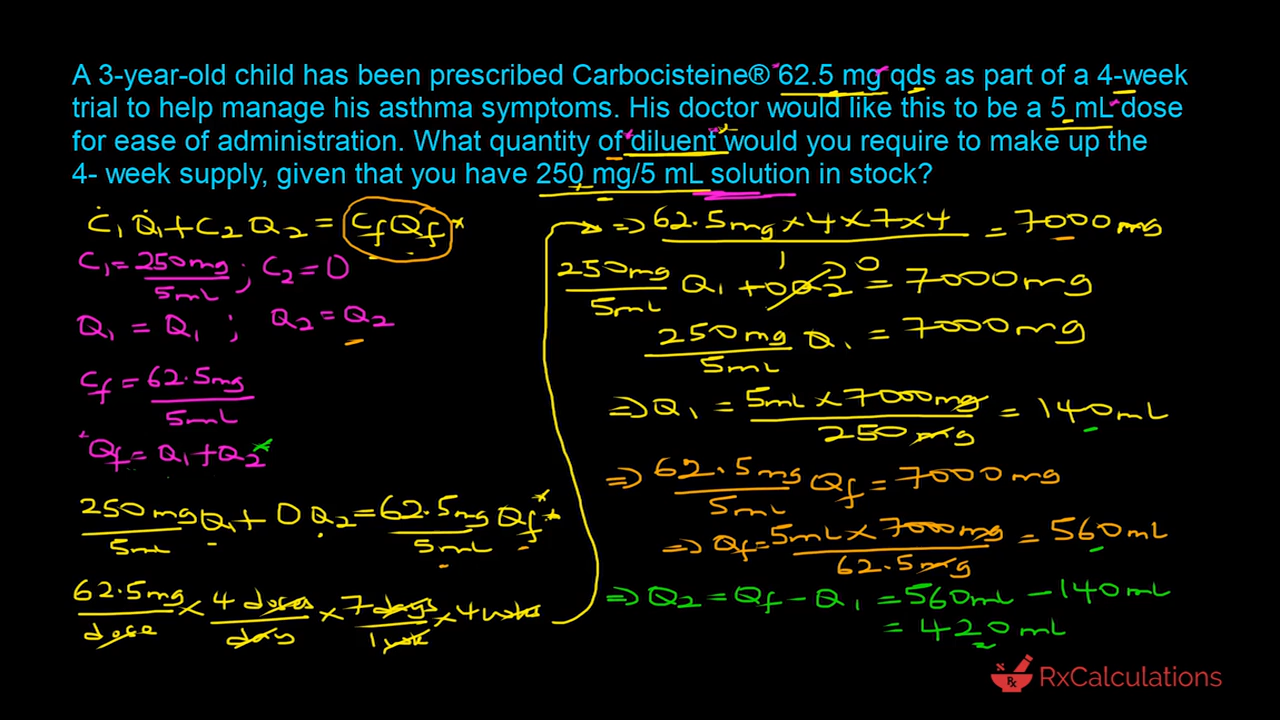 A 3-year-old child has been prescribed Carbocisteine® 62.5 mg qds as part of a 4-week
trial to help manage his asthma symptoms. His doctor would like this to be a 5 mL dose
for ease of administration. What quantity of diluent would you require to make up the
4- week supply, given that you have 250 mg/5 mL solution in stock?
C₁Q₁+C₂Q₂ = CfQf
C₁ = 250mg/5mL ; C₂ = 0
Q₁ = Q₁ ; Q₂ = Q₂
Cf = 62.5mg/5mL
Qf = Q₁+Q₂
250mg/5mL Q₁ + 0Q₂ = 62.5mg/5mL Qf
62.5mg/dose × 4 doses/day × 7 days/1 week × 4 weeks
=> 62.5mg × 4 × 7 × 4 = 7000mg
250mg/5mL Q₁ + 0Q₂ = 7000mg
250mg/5mL Q₁ = 7000mg
=> Q₁ = 5mL × 7000mg/250mg = 140mL
=> 62.5mg/5mL Qf = 7000mg
=> Qf = 5mL × 7000mg/62.5mg = 560mL
=> Q₂ = Qf - Q₁ = 560mL - 140mL
= 420mL
Rx
RxCalculations